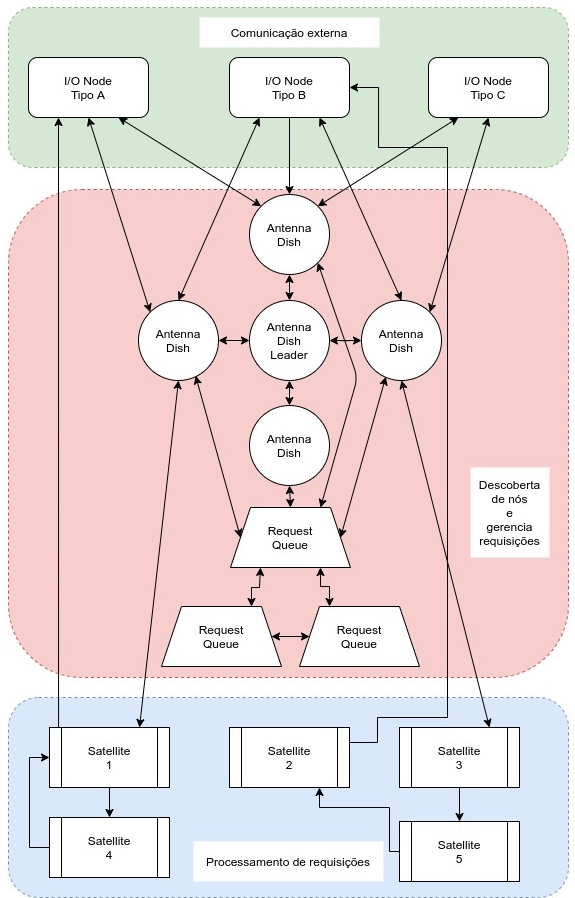 Comunicação externa
I/O Node
Tipo A
I/O Node
Tipo B
I/O Node
Tipo C
Antenna
Dish
Antenna
Dish
Antenna
Dish
Leader
Antenna
Dish
Antenna
Dish
Descoberta
de nós
e
gerencia
requisições
Request
Queue
Request
Queue
Request
Queue
Satellite
1
Satellite
2
Satellite
3
Satellite
4
Processamento de requisições
Satellite
5